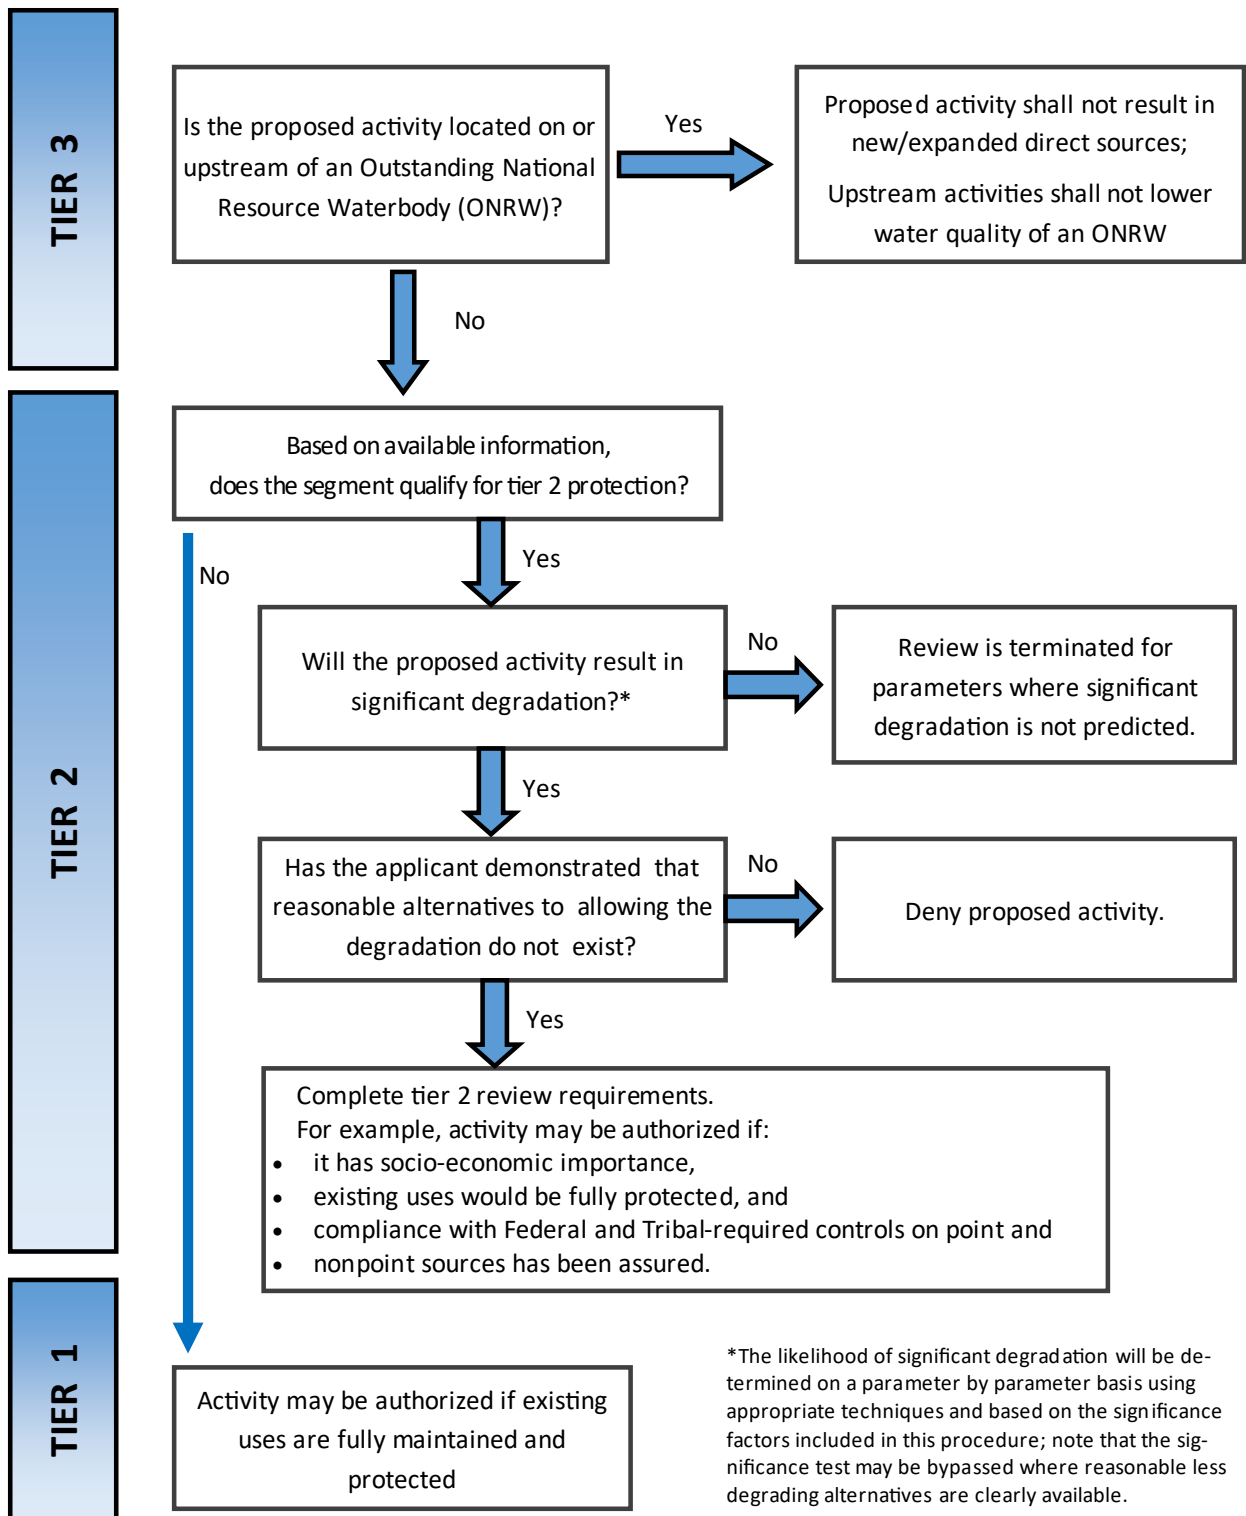 TIER 3
Is the proposed activity located on or
upstream of an Outstanding National
Resource Waterbody (ONRW)?
Yes
Proposed activity shall not result in
new/expanded direct sources;
Upstream activities shall not lower
water quality of an ONRW
No
TIER 2
Based on available information,
does the segment qualify for tier 2 protection?
No
Yes
Will the proposed activity result in
significant degradation?*
No
Review is terminated for
parameters where significant
degradation is not predicted.
Yes
Has the applicant demonstrated that
reasonable alternatives to allowing the
degradation do not exist?
No
Deny proposed activity.
Yes
Complete tier 2 review requirements.
For example, activity may be authorized if:
• it has socio-economic importance,
• existing uses would be fully protected, and
• compliance with Federal and Tribal-required controls on point and
• nonpoint sources has been assured.
TIER 1
Activity may be authorized if existing
uses are fully maintained and
protected
*The likelihood of significant degradation will be de-
termined on a parameter by parameter basis using
appropriate techniques and based on the significance
factors included in this procedure; note that the sig-
nificance test may be bypassed where reasonable less
degrading alternatives are clearly available.